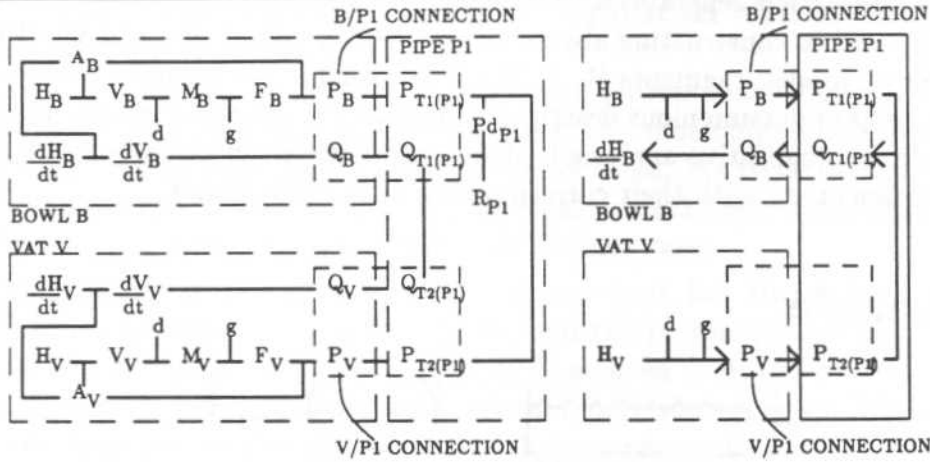 B/P1 CONNECTION B/P1 CONNECTION
PIPE P1 PIPE P1
A_B
H_B V_B M_B F_B P_B P_T1(P1) H_B P_B P_T1(P1)
d g Pd_P1 d g
dH_B/dt dV_B/dt Q_B Q_T1(P1) dH_B/dt Q_B Q_T1(P1)
R_P1
BOWL B BOWL B
VAT V VAT V
dH_V/dt dV_V/dt Q_V Q_T2(P1)
d g d g
H_V V_V M_V F_V P_V P_T2(P1) H_V P_V P_T2(P1)
A_V
V/P1 CONNECTION V/P1 CONNECTION